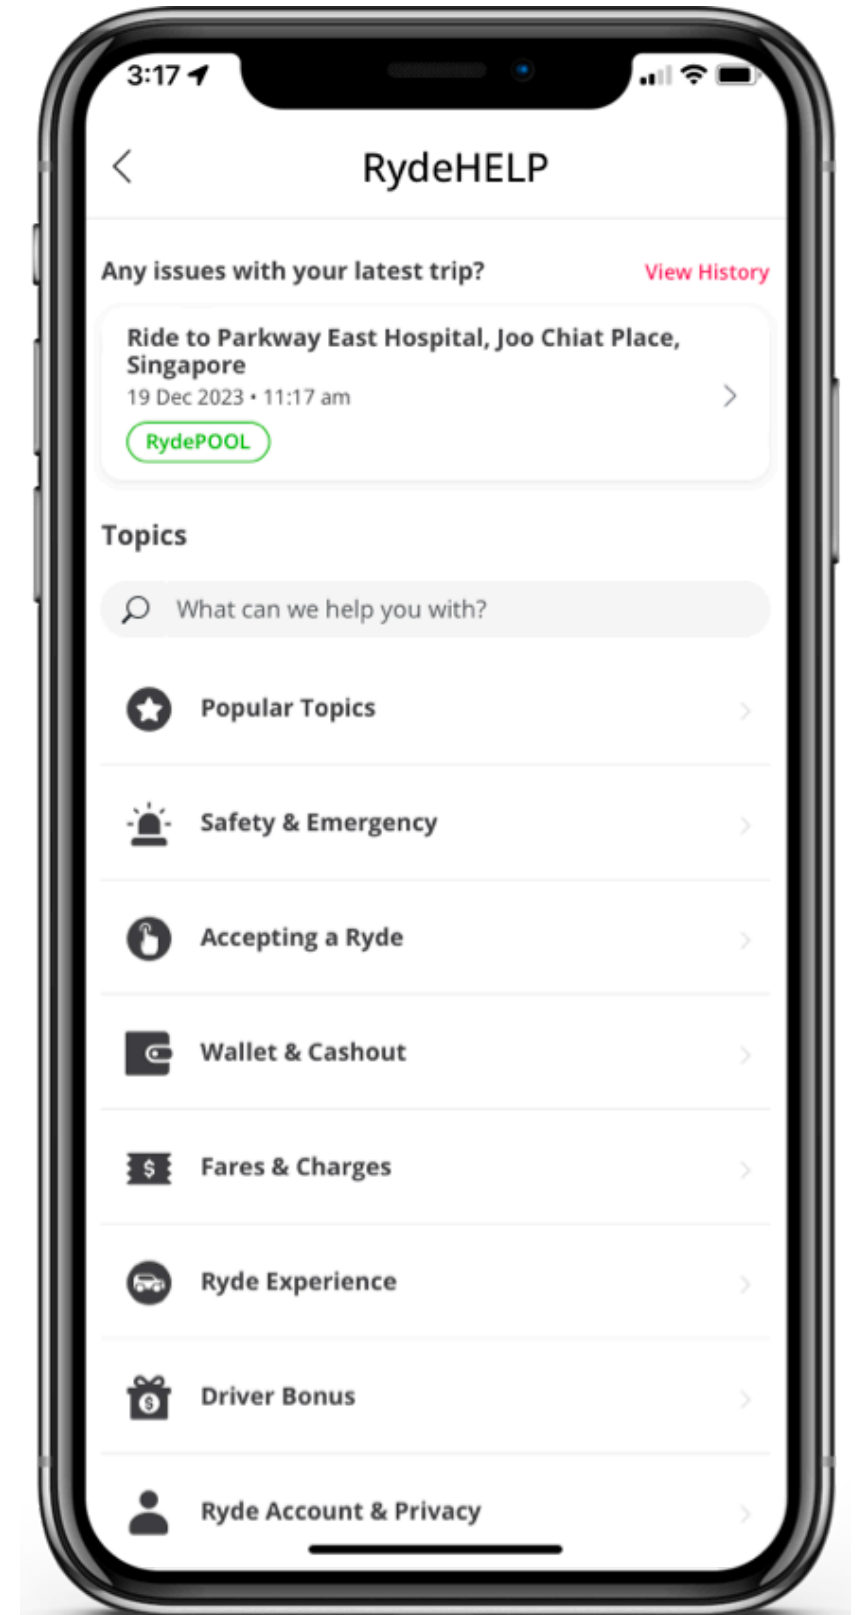 3:17
RydeHELP
Any issues with your latest trip?
View History
Ride to Parkway East Hospital, Joo Chiat Place,
Singapore
19 Dec 2023 • 11:17 am
RydePOOL
Topics
What can we help you with?
Popular Topics
Safety & Emergency
Accepting a Ryde
Wallet & Cashout
Fares & Charges
Ryde Experience
Driver Bonus
Ryde Account & Privacy